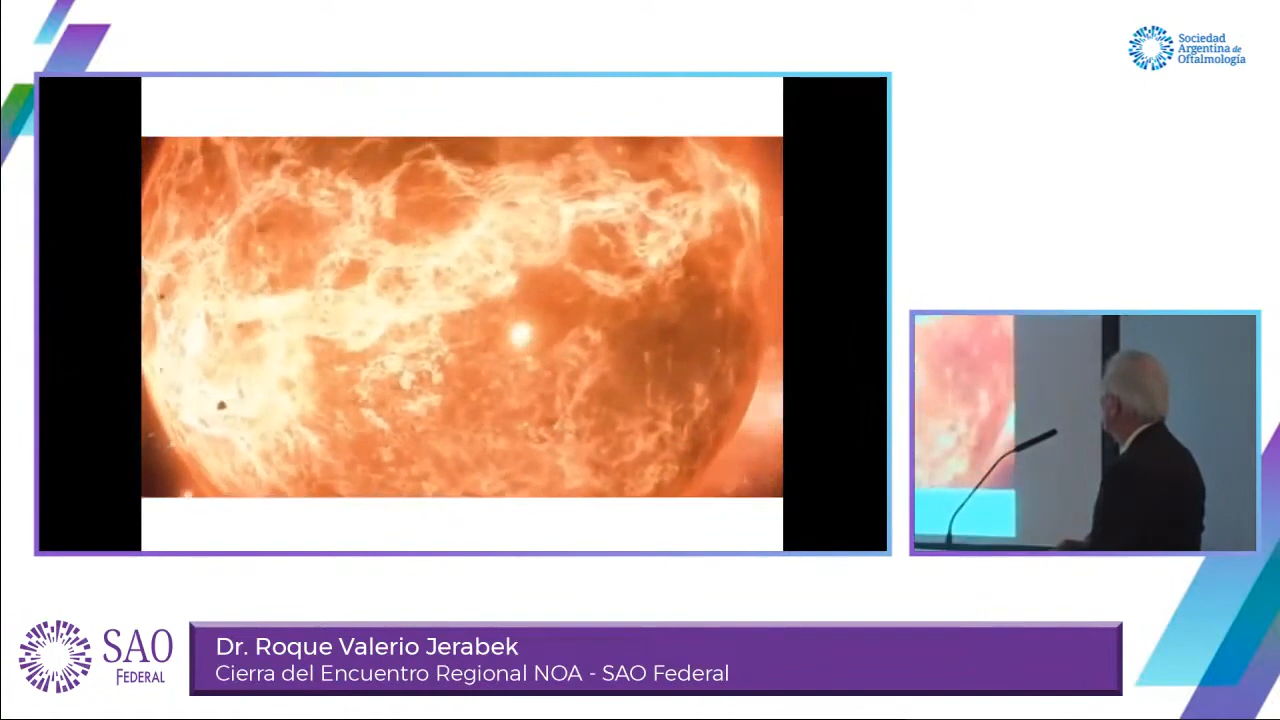 Sociedad
Argentina de
Oftalmología
SAO
FEDERAL
Dr. Roque Valerio Jerabek
Cierra del Encuentro Regional NOA - SAO Federal